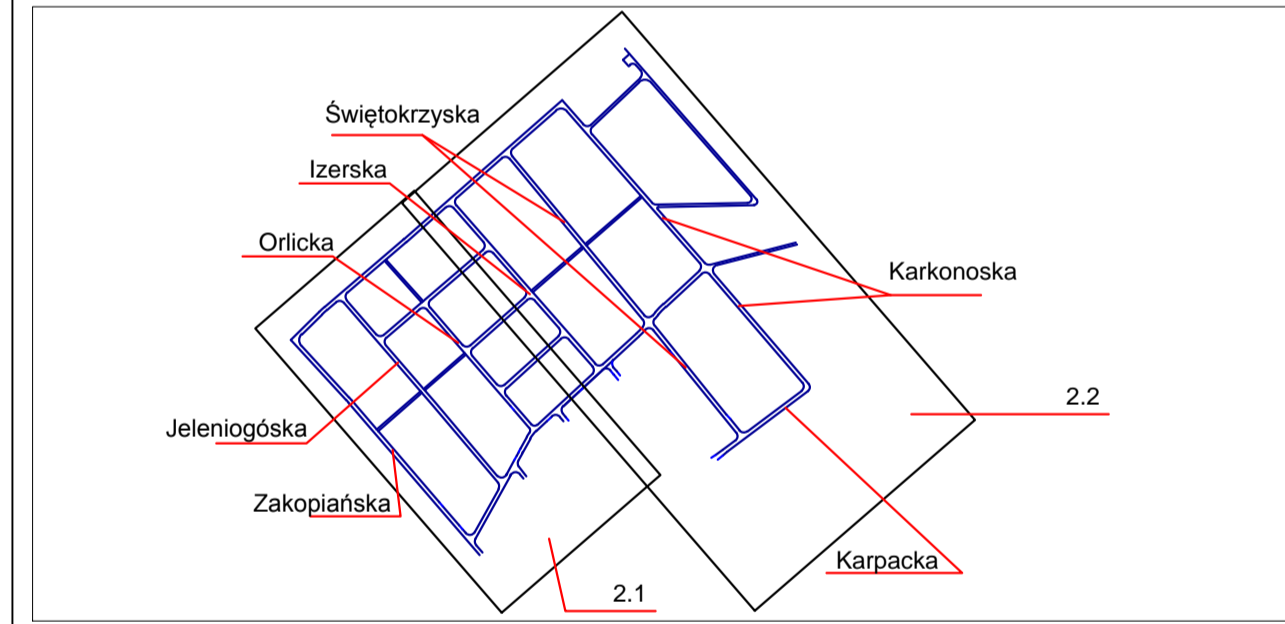 Świętokrzyska
Izerska
Orlicka
Karkonoska
2.2
Jeleniogóska
Zakopiańska
Karpacka
2.1